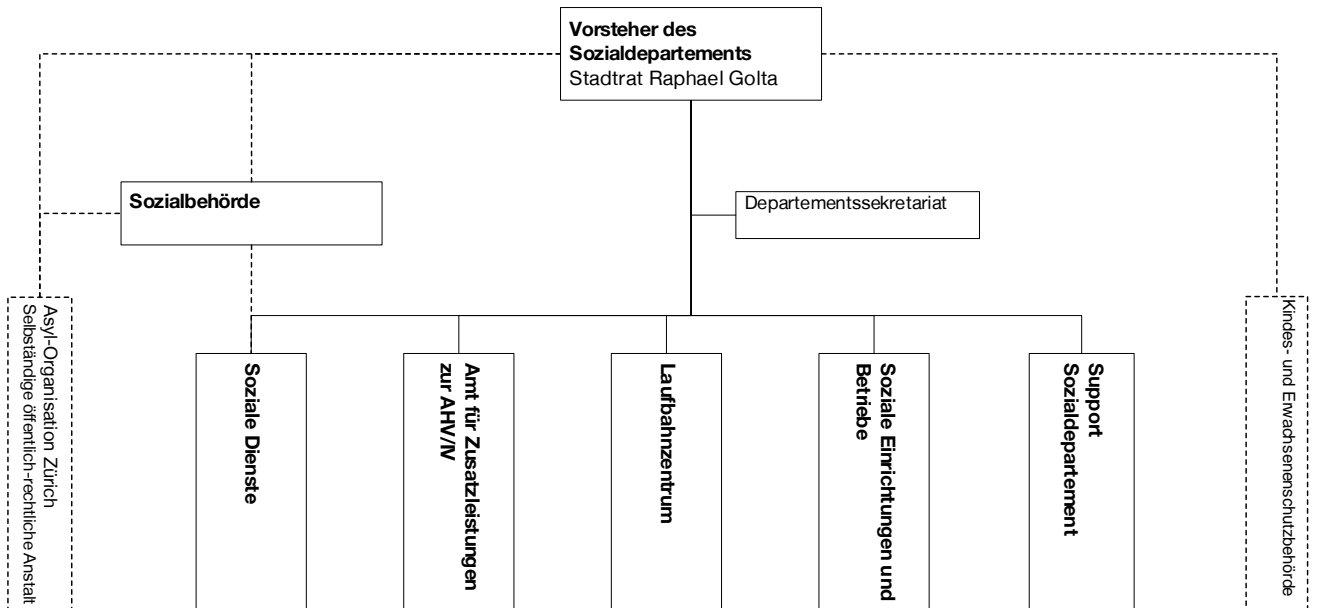 Vorsteher des
Sozialdepartements
Stadtrat Raphael Golta
Sozialbehörde
Departementssekretariat
Asyl-Organisation Zürich
Selbständige öffentlich-rechtliche Anstalt
Soziale Dienste
Amt für Zusatzleistungen
zur AHV/IV
Laufbahnzentrum
Soziale Einrichtungen und
Betriebe
Support
Sozialdepartement
Kindes- und Erwachsenenschutzbehörde